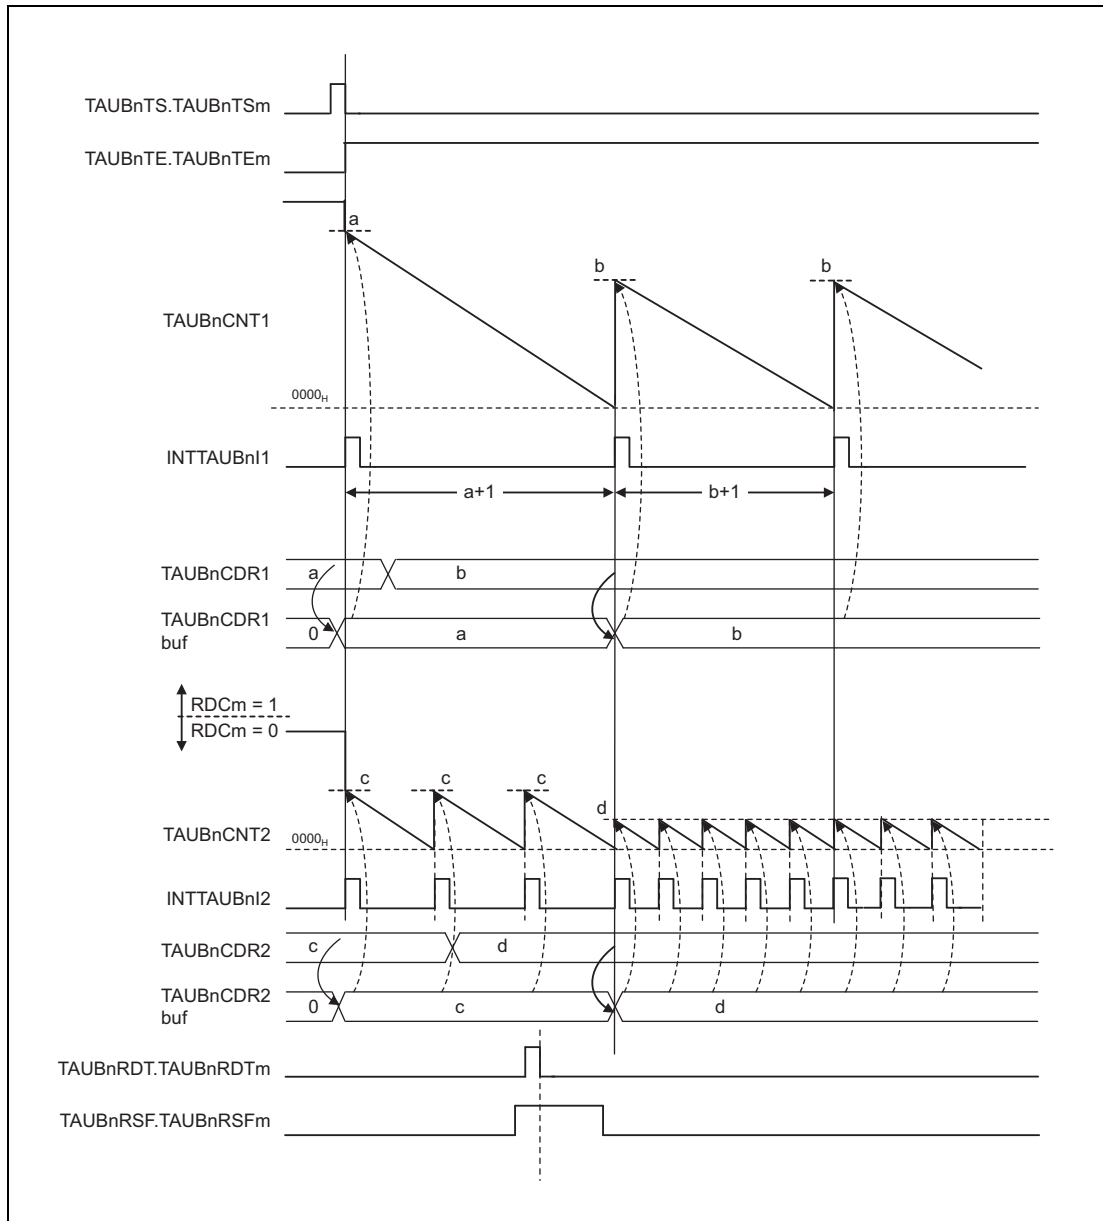 TAUBnTS.TAUBnTSm
TAUBnTE.TAUBnTEm
a
b
b
TAUBnCNT1
0000H
INTTAUBnI1
a+1
b+1
TAUBnCDR1
a
b
TAUBnCDR1
buf
0
a
b
RDCm = 1
RDCm = 0
c
c
c
d
TAUBnCNT2
0000H
INTTAUBnI2
TAUBnCDR2
c
d
TAUBnCDR2
buf
0
c
d
TAUBnRDT.TAUBnRDTm
TAUBnRSF.TAUBnRSFm